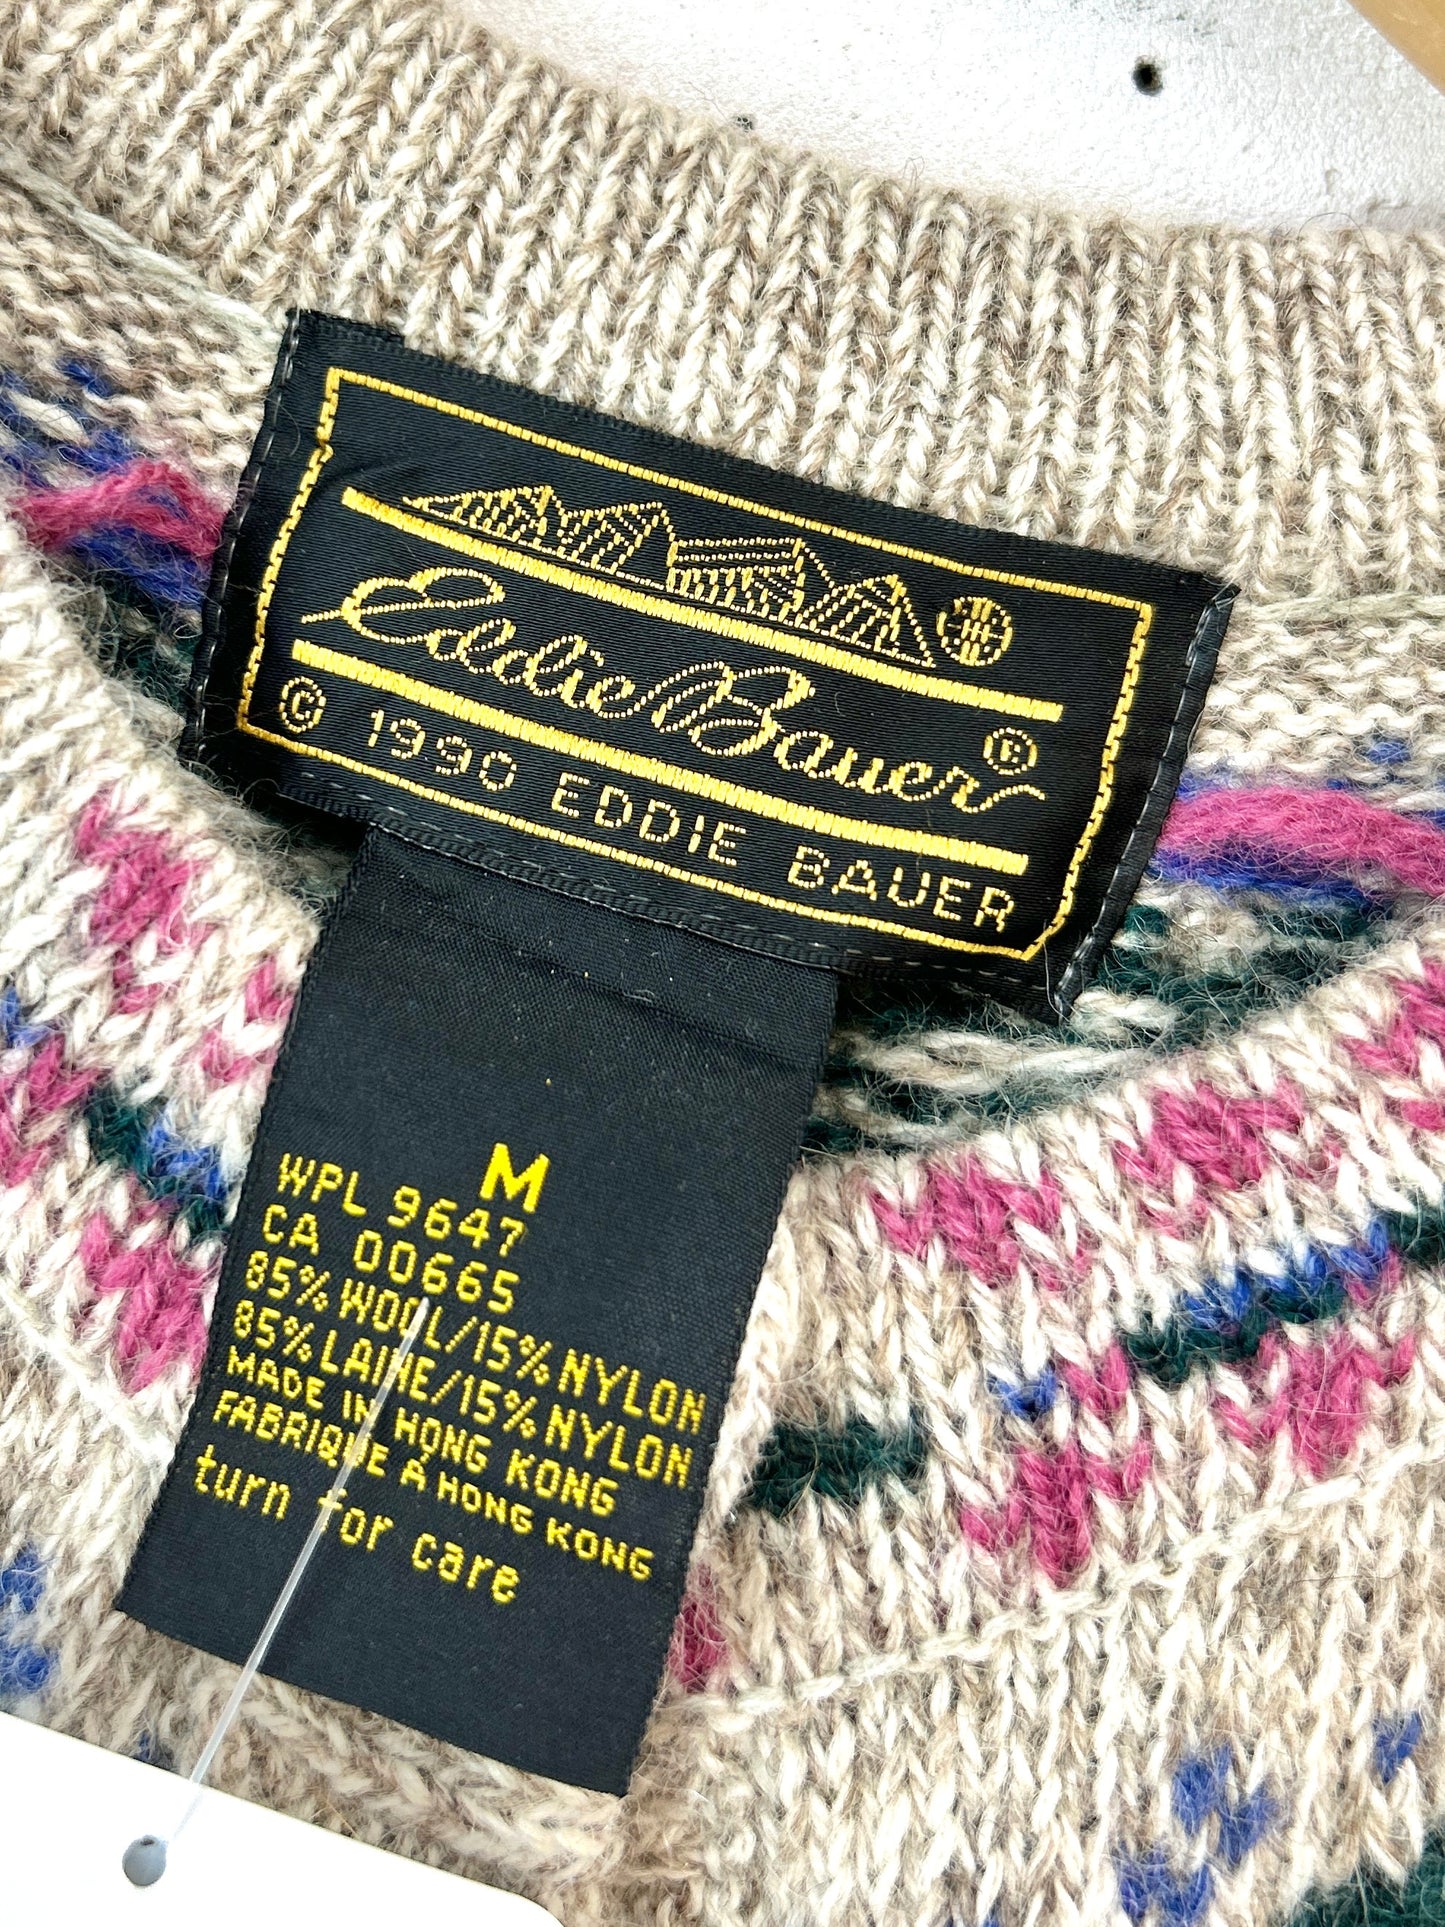 Eddie Bauer ®
© 1990 EDDIE BAUER
M
WPL 9647
CA 00665
85% WOOL/15% NYLON
85% LAINE/15% NYLON
MADE IN HONG KONG
FABRIQUE À HONG KONG
turn for care